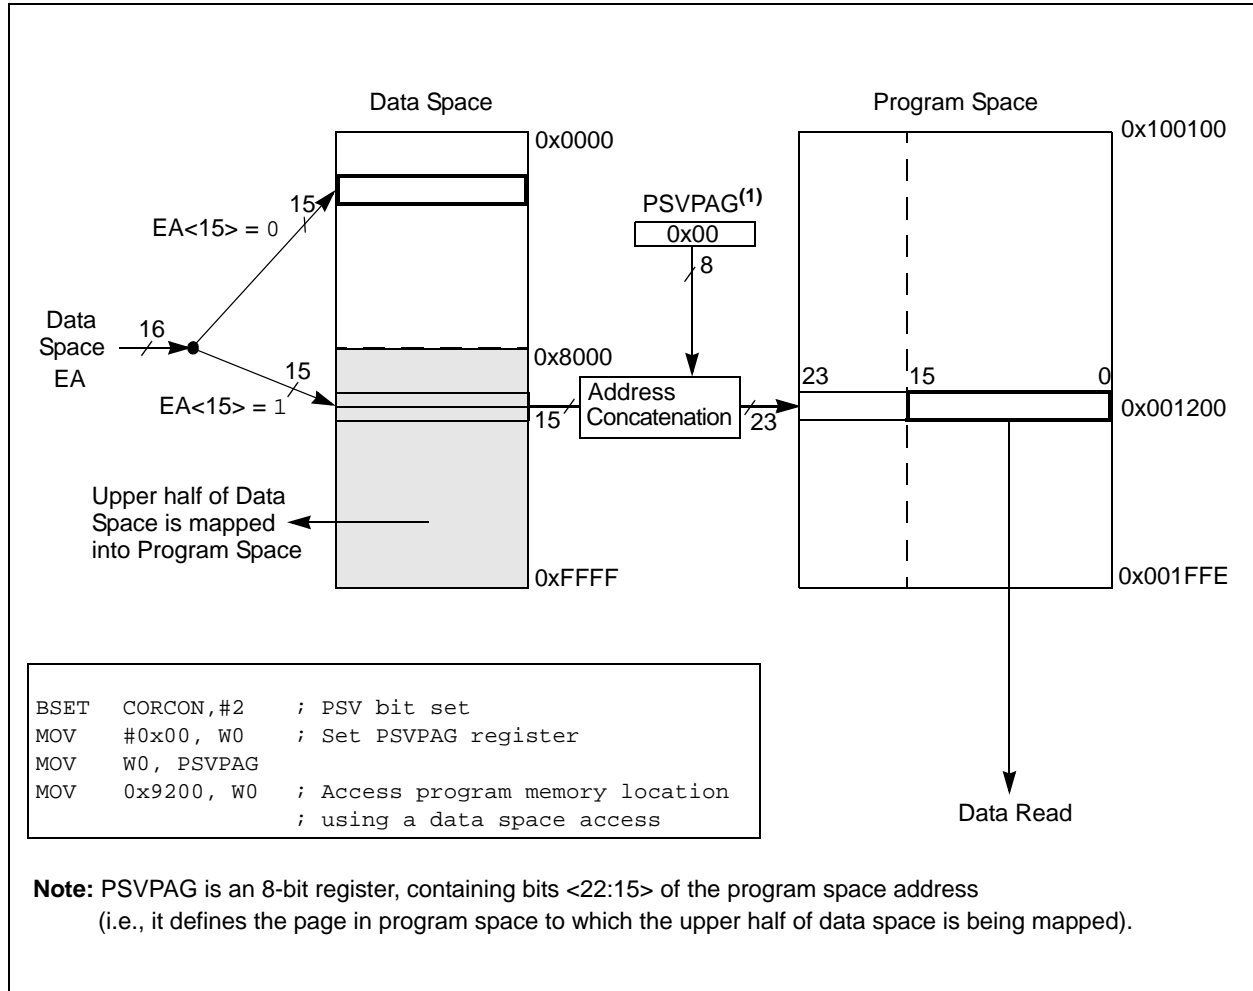 Data Space
Program Space
0x0000
0x100100
15
EA<15> = 0
PSVPAG(1)
0x00
8
Data
Space
EA
16
0x8000
15
EA<15> = 1
15
Address
Concatenation
23
23
15
0
0x001200
Upper half of Data
Space is mapped
into Program Space
0xFFFF
0x001FFE
BSET CORCON,#2 ; PSV bit set
MOV #0x00, W0 ; Set PSVPAG register
MOV W0, PSVPAG
MOV 0x9200, W0 ; Access program memory location
; using a data space access
Data Read
Note: PSVPAG is an 8-bit register, containing bits <22:15> of the program space address
(i.e., it defines the page in program space to which the upper half of data space is being mapped).